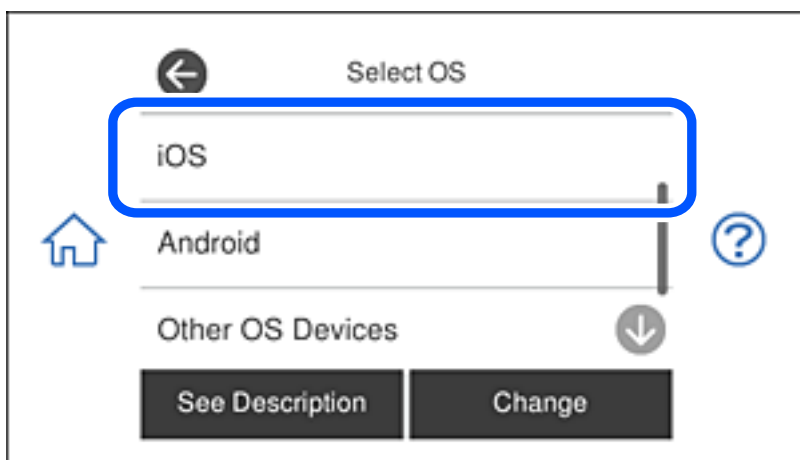 Select OS
iOS
Android
Other OS Devices
See Description
Change